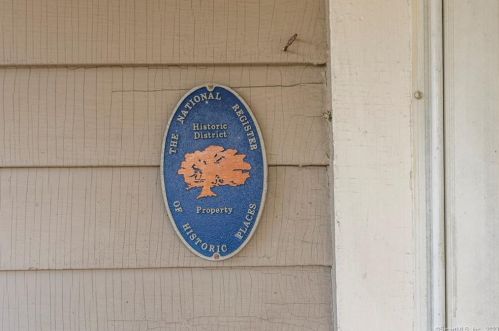 THE NATIONAL REGISTER
Historic
District
Property
OF HISTORIC PLACES